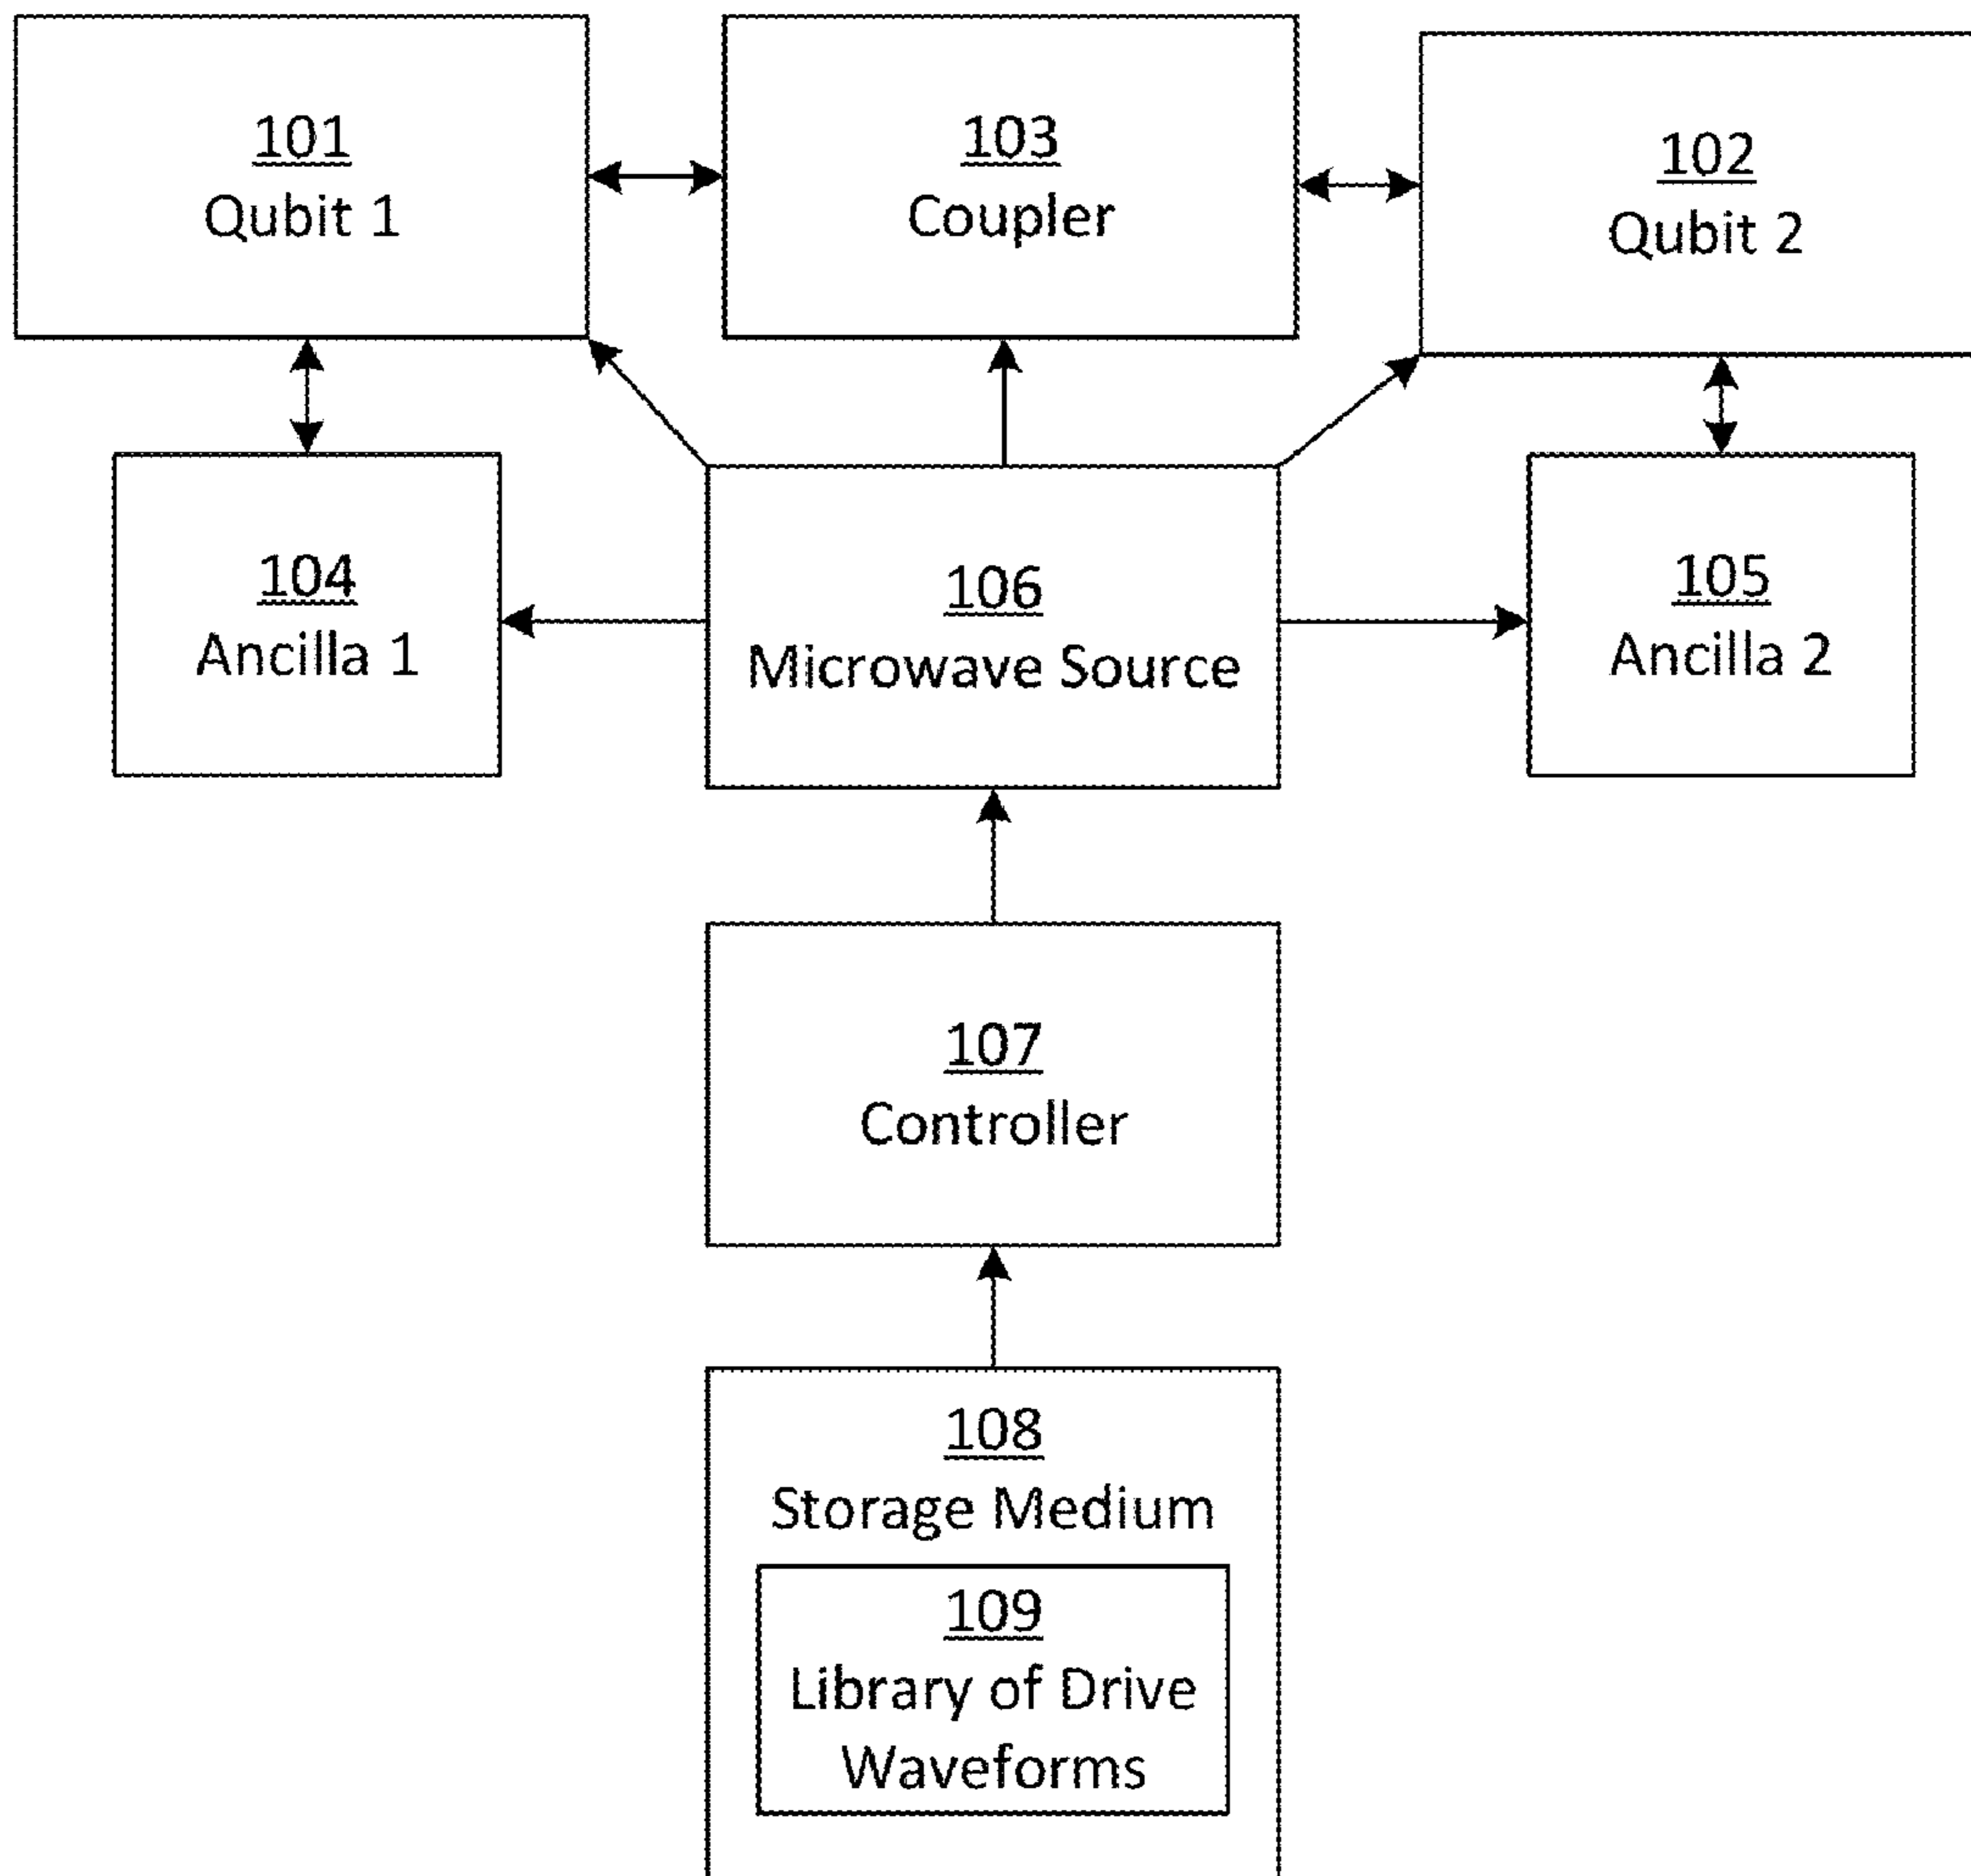 101
Qubit 1
103
Coupler
102
Qubit 2
104
Ancilla 1
106
Microwave Source
105
Ancilla 2
107
Controller
108
Storage Medium
109
Library of Drive
Waveforms